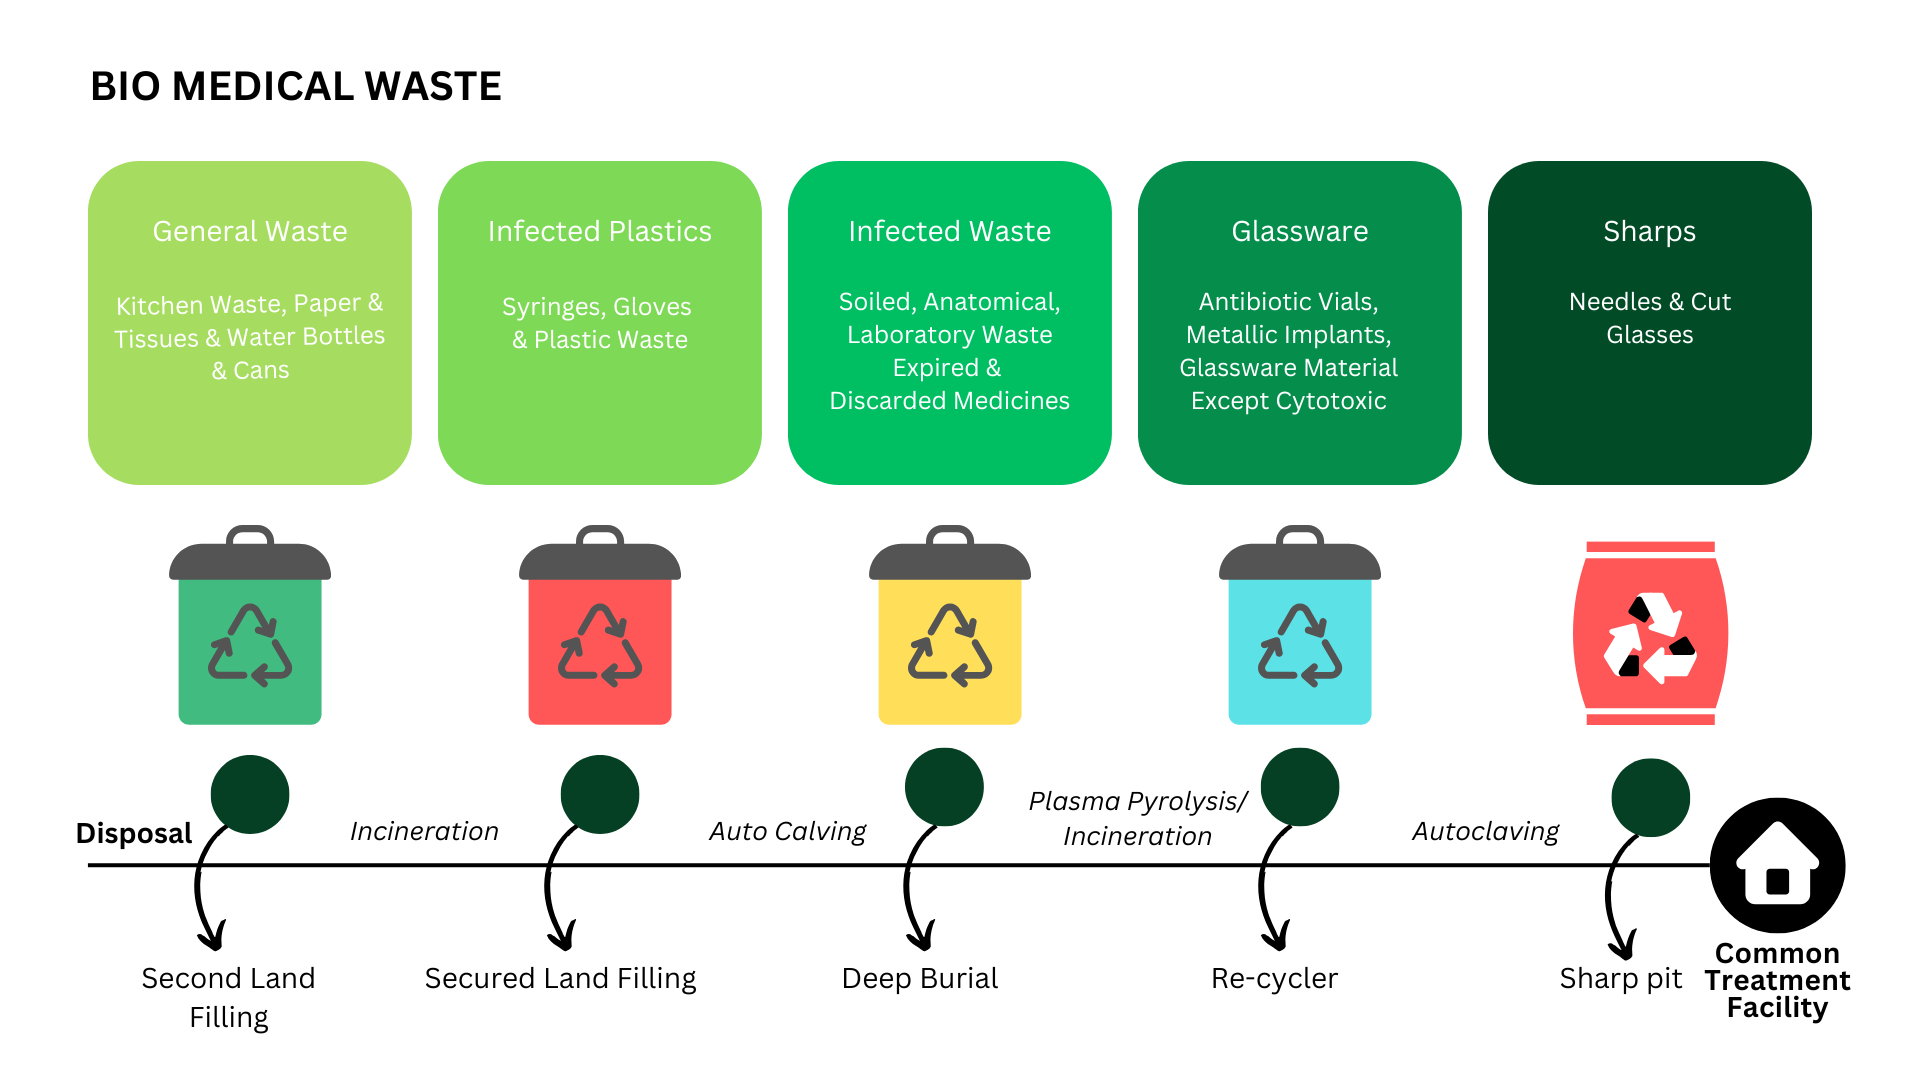 BIO MEDICAL WASTE
General Waste
Kitchen Waste, Paper &
Tissues & Water Bottles
& Cans
Infected Plastics
Syringes, Gloves
& Plastic Waste
Infected Waste
Soiled, Anatomical,
Laboratory Waste
Expired &
Discarded Medicines
Glassware
Antibiotic Vials,
Metallic Implants,
Glassware Material
Except Cytotoxic
Sharps
Needles & Cut
Glasses
Disposal
Incineration
Auto Calving
Plasma Pyrolysis/
Incineration
Autoclaving
Second Land
Filling
Secured Land Filling
Deep Burial
Re-cycler
Sharp pit
Common
Treatment
Facility